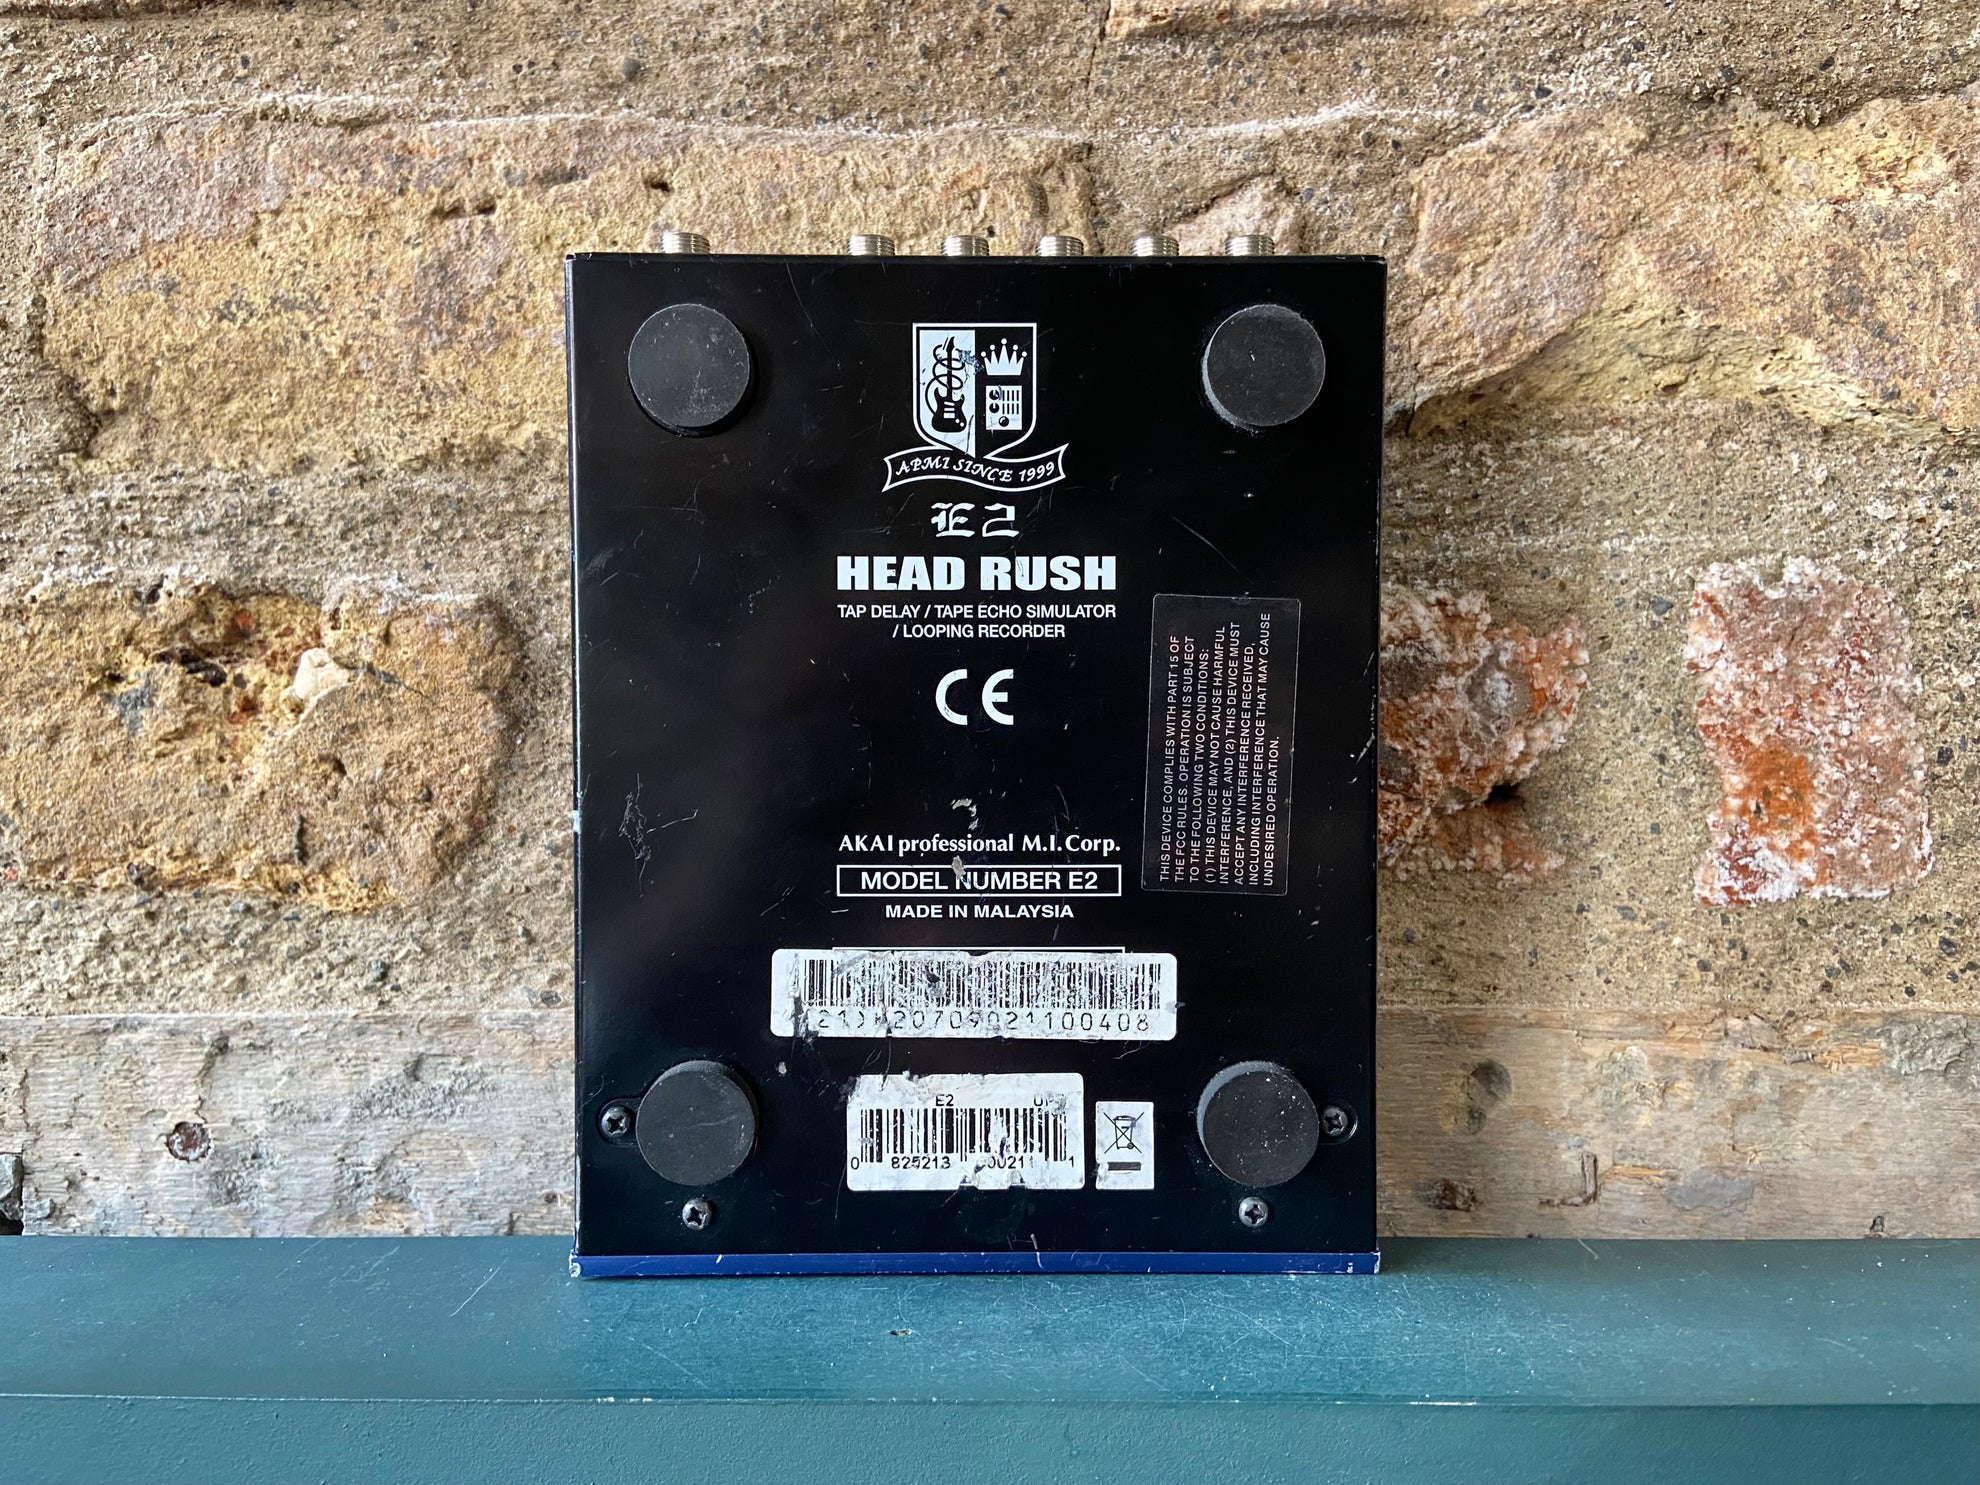 APMI SINCE 1999
E2
HEAD RUSH
TAP DELAY / TAPE ECHO SIMULATOR
/ LOOPING RECORDER
CE
THIS DEVICE COMPLIES WITH PART 15 OF
THE FCC RULES. OPERATION IS SUBJECT
TO THE FOLLOWING TWO CONDITIONS:
(1) THIS DEVICE MAY NOT CAUSE HARMFUL
INTERFERENCE, AND (2) THIS DEVICE MUST
ACCEPT ANY INTERFERENCE RECEIVED,
INCLUDING INTERFERENCE THAT MAY CAUSE
UNDESIRED OPERATION.
AKAI professional M.I. Corp.
MODEL NUMBER E2
MADE IN MALAYSIA
E2
0 825213 1